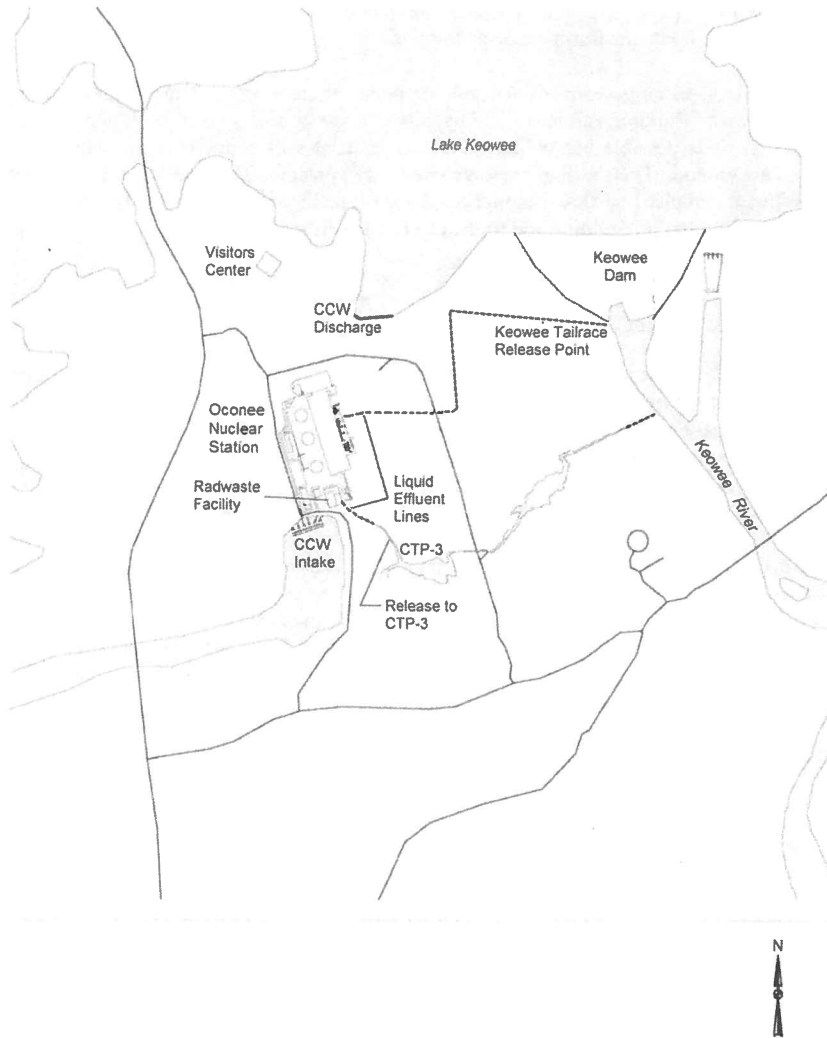 Lake Keowee
Visitors
Center
Keowee
Dam
CCW
Discharge
Keowee Tailrace
Release Point
Oconee
Nuclear
Station
Radwaste
Facility
Liquid
Effluent
Lines
Keowee River
CCW
Intake
CTP-3
Release to
CTP-3
N